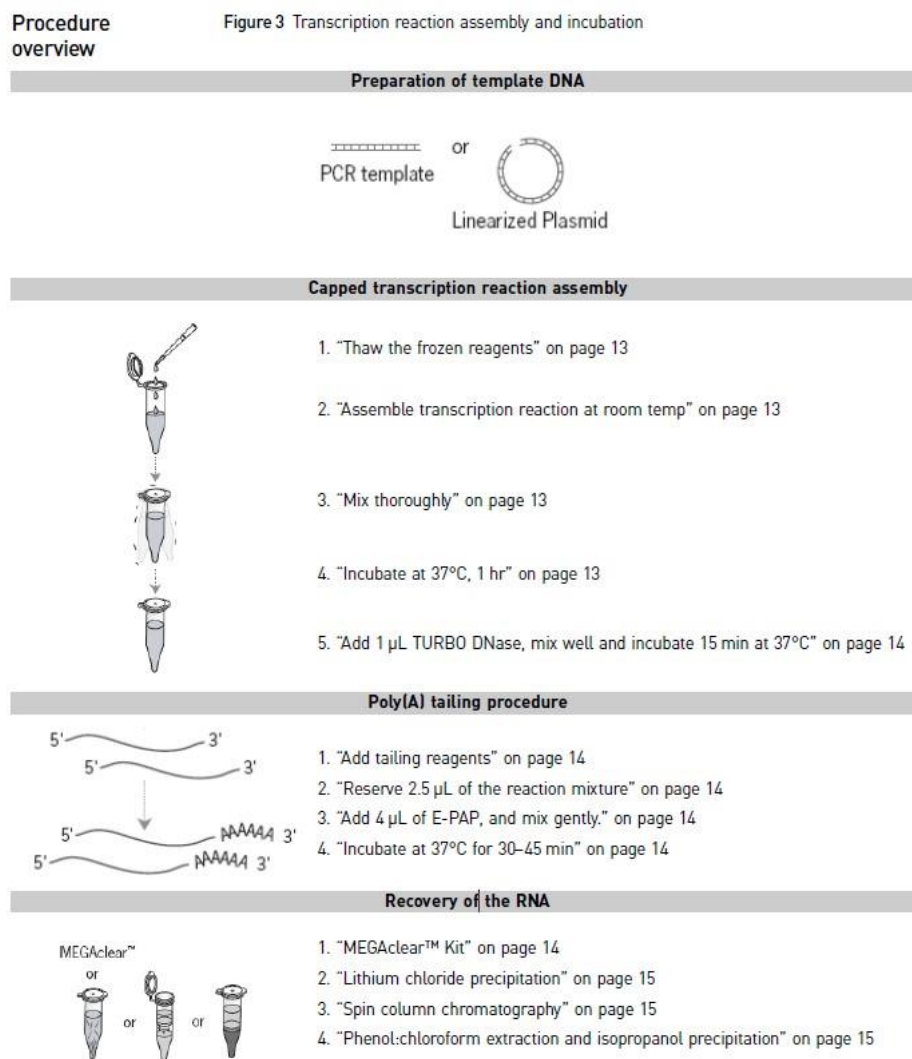 Procedure
overview
Figure 3 Transcription reaction assembly and incubation
Preparation of template DNA
or
PCR template
Linearized Plasmid
Capped transcription reaction assembly
1. "Thaw the frozen reagents" on page 13
2. "Assemble transcription reaction at room temp" on page 13
3. "Mix thoroughly" on page 13
4. "Incubate at 37°C, 1 hr" on page 13
5. "Add 1 µL TURBO DNase, mix well and incubate 15 min at 37°C" on page 14
Poly(A) tailing procedure
5' 3'
5' 3'
5' AAAAAA 3'
5' AAAAAA 3'
1. "Add tailing reagents" on page 14
2. "Reserve 2.5 µL of the reaction mixture" on page 14
3. "Add 4 µL of E-PAP, and mix gently." on page 14
4. "Incubate at 37°C for 30–45 min" on page 14
Recovery of the RNA
MEGAclear™
or
or or
1. "MEGAclear™ Kit" on page 14
2. "Lithium chloride precipitation" on page 15
3. "Spin column chromatography" on page 15
4. "Phenol:chloroform extraction and isopropanol precipitation" on page 15